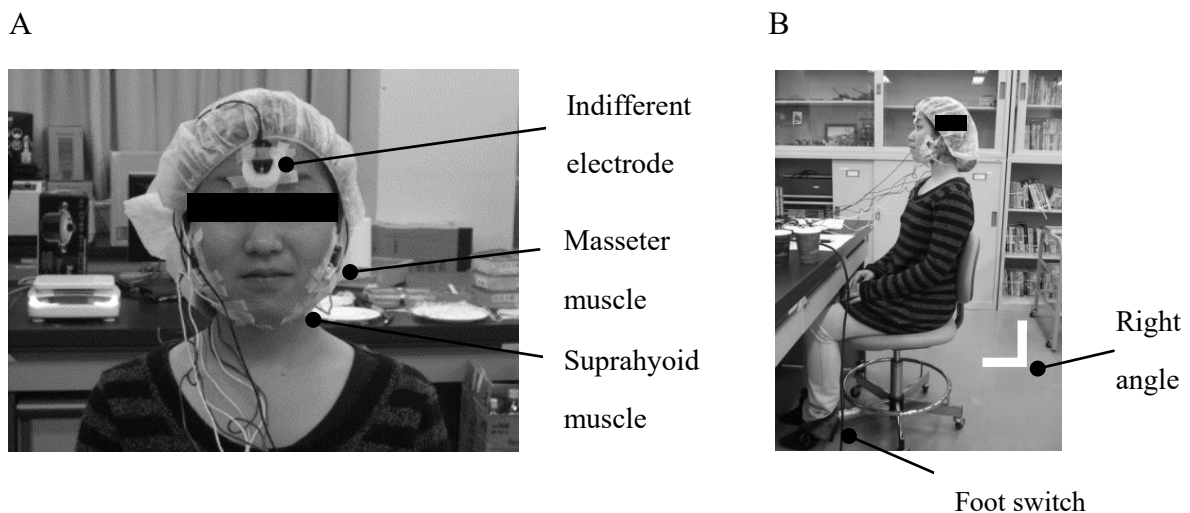 A
B
Indifferent
electrode
Masseter
muscle
Suprahyoid
muscle
Right
angle
Foot switch